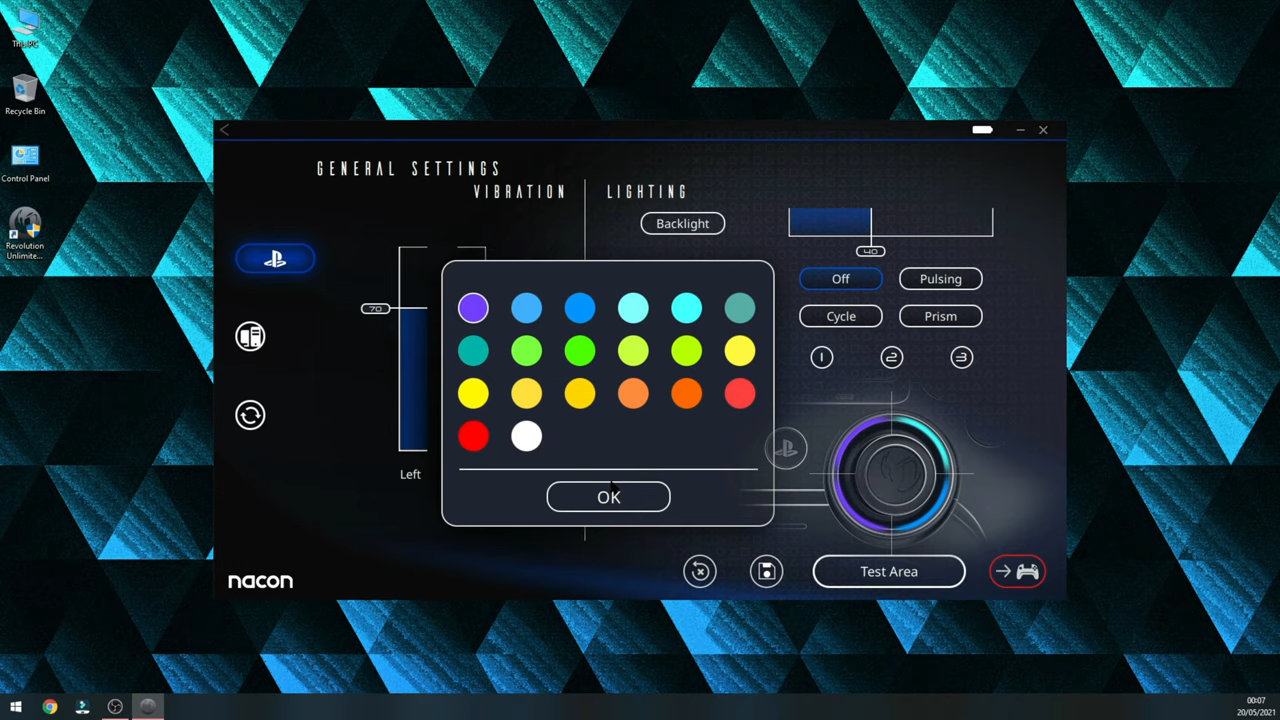 This PC
Recycle Bin
Control Panel
Revolution
Unlimite...
GENERAL SETTINGS
VIBRATION
LIGHTING
Backlight
40
Off
Pulsing
70
Cycle
Prism
1
2
3
Left
OK
nacon
Test Area
00:07
20/05/2021